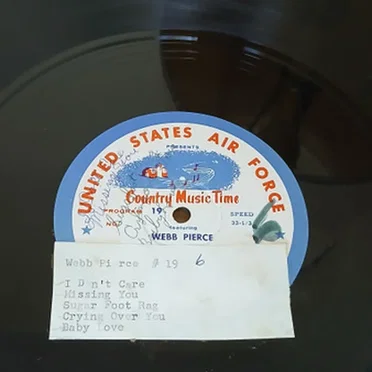 UNITED STATES AIR FORCE
PRESENTS
Country Music Time
PROGRAM 19
NO.
SPEED
33-1/3
featuring
WEBB PIERCE
Webb Pierce # 19 6
I D n't Care
Missing You
Sugar Foot Rag
Crying Over You
Baby Love